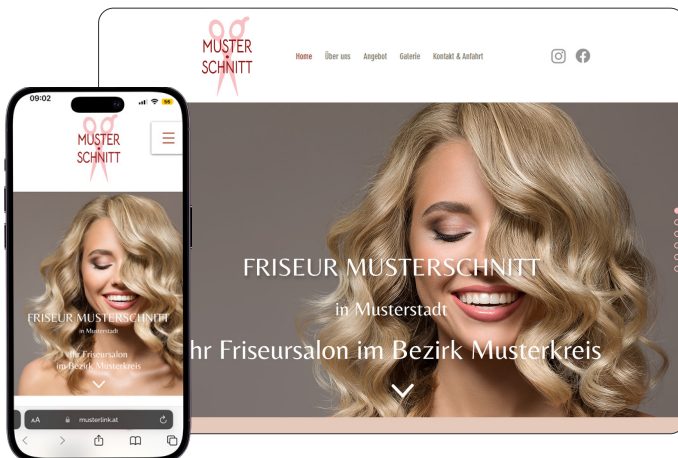 MUSTER
SCHNITT
Home Über uns Angebot Galerie Kontakt & Anfahrt
FRISEUR MUSTERSCHNITT
in Musterstadt
hr Friseursalon im Bezirk Musterkreis
09:02
56
MUSTER
SCHNITT
FRISEUR MUSTERSCHNITT
in Musterstadt
Ihr Friseursalon
im Bezirk Musterkreis
AA musterlink.at